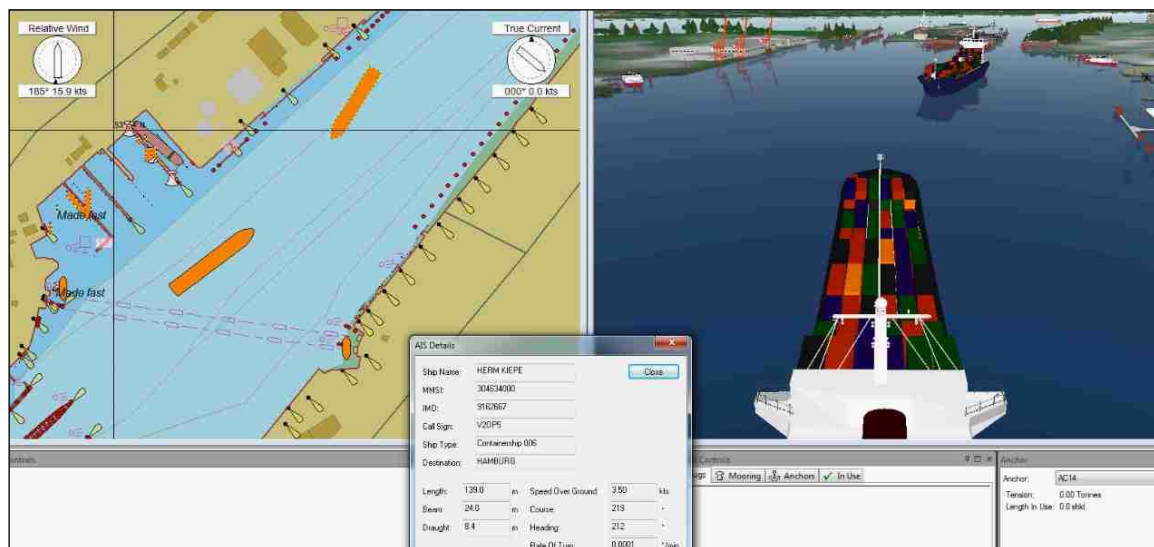 Relative Wind
185° 15.9 kts
True Current
000° 0.0 kts
Made fast
Made fast
AIS Details
Ship Name: HERM KIEPE
Close
MMSI: 304634000
IMO: 9162667
Call Sign: V2OP5
Ship Type: Containership 006
Destination: HAMBURG
Length: 139.0 m Speed Over Ground: 3.50 kts
Beam: 24.0 m Course: 219 °
Draught: 8.4 m Heading: 212 °
Rate Of Turn: 0.0001 °/min
Controls
Mooring Anchors In Use
Anchor
Anchor: AC14
Tension: 0.00 Tonnes
Length In Use: 0.0 shkl